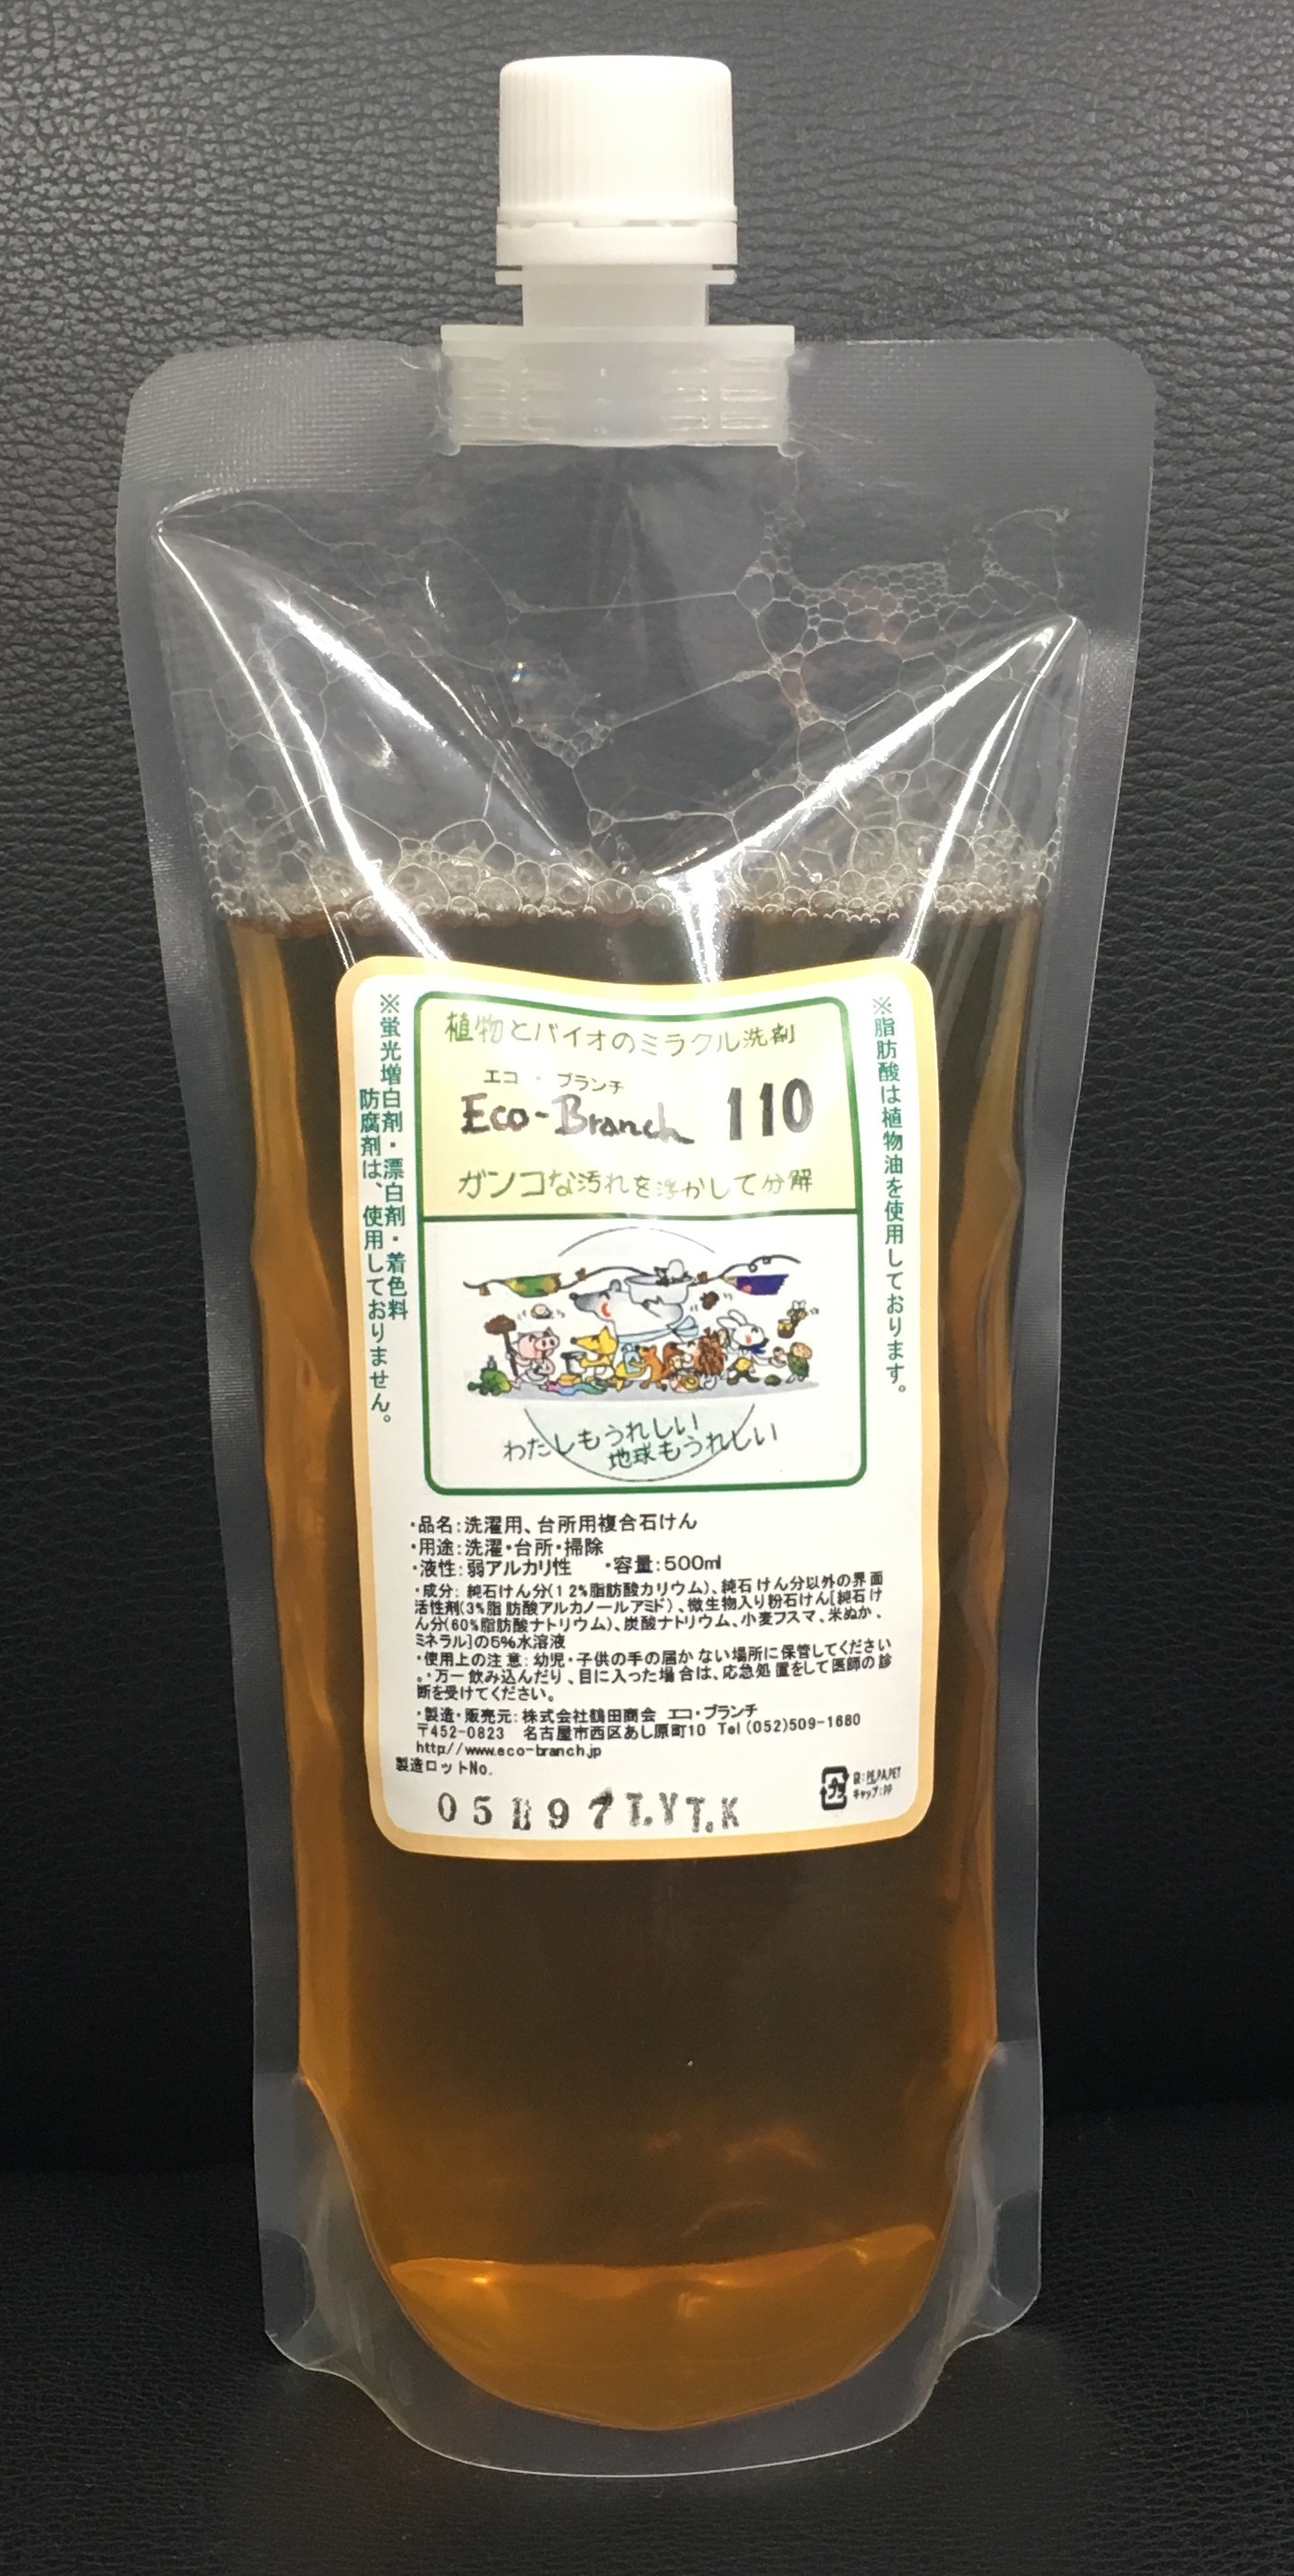 植物とバイオのミラクル洗剤
エコ・ブランチ
Eco-Branch 110
ガンコな汚れを浮かして分解
わたしもうれしい
地球もうれしい
※脂肪酸は植物油を使用しております。
※蛍光増白剤・漂白剤・着色料
防腐剤は、使用しておりません。
・品名:洗濯用、台所用複合石けん
・用途:洗濯・台所・掃除
・液性:弱アルカリ性 ・容量:500ml
・成分: 純石けん分(12%脂肪酸カリウム)、純石けん分以外の界面
活性剤(3%脂肪酸アルカノールアミド)、微生物入り粉石けん[純石け
ん分(60%脂肪酸ナトリウム)、炭酸ナトリウム、小麦フスマ、米ぬか、
ミネラル]の5%水溶液
・使用上の注意: 幼児・子供の手の届かない場所に保管してください
。・万一飲み込んだり、目に入った場合は、応急処置をして医師の診
断を受けてください。
・製造・販売元:株式会社鶴田商会 エコ・ブランチ
〒452-0823 名古屋市西区あし原町10 Tel(052)509-1680
http//www.eco-branch.jp
製造ロットNo.
プラ
袋:PE,PA,PET
キャップ:PP
05 97 T.Y T.K